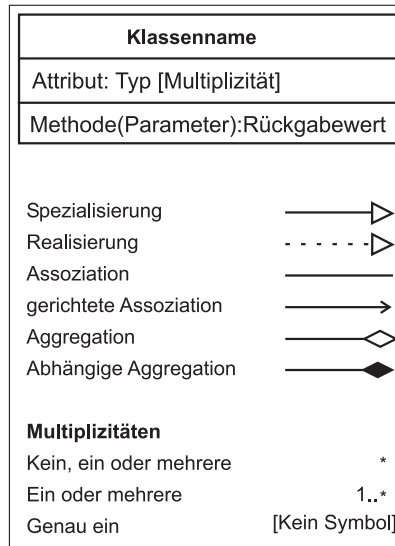 Klassenname
Attribut: Typ [Multiplizität]
Methode(Parameter):Rückgabewert
Spezialisierung
Realisierung
Assoziation
gerichtete Assoziation
Aggregation
Abhängige Aggregation
Multiplizitäten
Kein, ein oder mehrere *
Ein oder mehrere 1..*
Genau ein [Kein Symbol]